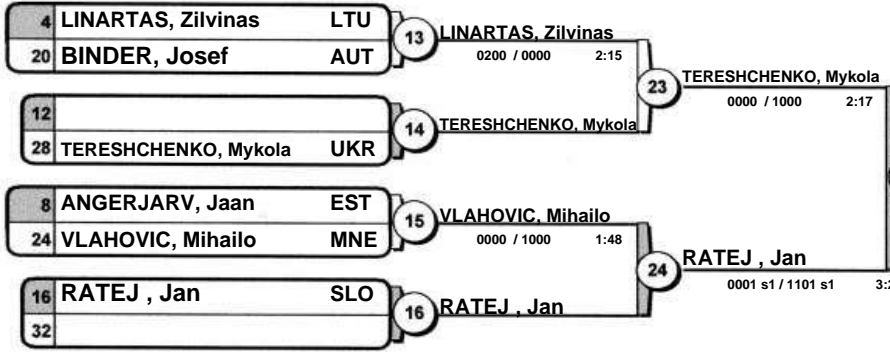 4 LINARTAS, Zilvinas LTU
20 BINDER, Josef AUT
13 LINARTAS, Zilvinas
0200 / 0000 2:15
12
28 TERESHCHENKO, Mykola UKR
14 TERESHCHENKO, Mykola
23 TERESHCHENKO, Mykola
0000 / 1000 2:17
8 ANGERJARV, Jaan EST
24 VLAHOVIC, Mihailo MNE
15 VLAHOVIC, Mihailo
0000 / 1000 1:48
16 RATEJ , Jan SLO
32
16 RATEJ , Jan
24 RATEJ , Jan
0001 s1 / 1101 s1